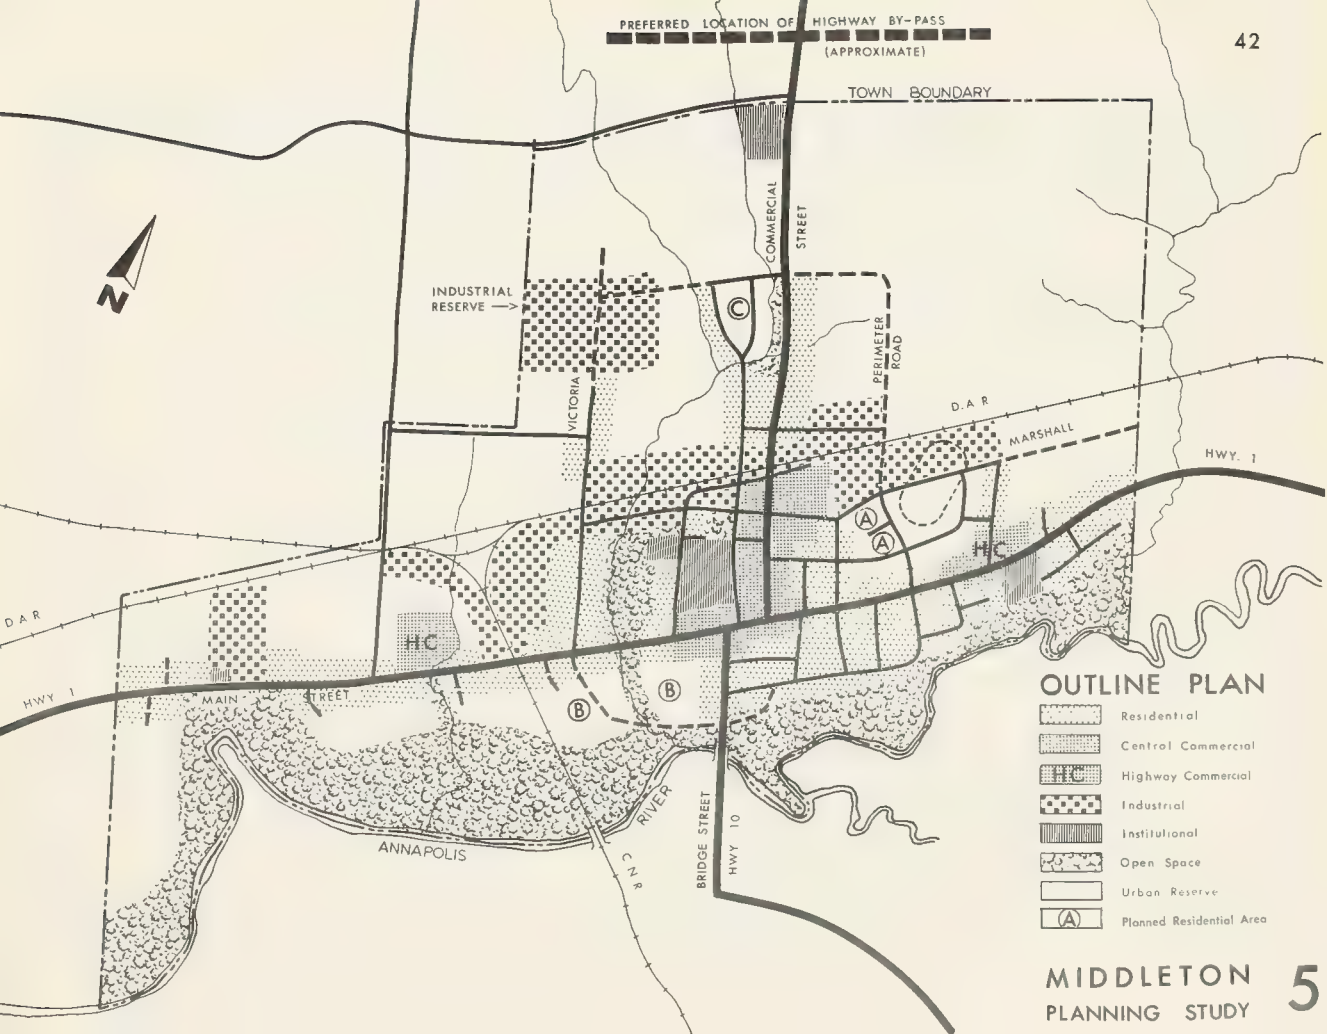 PREFERRED LOCATION OF HIGHWAY BY-PASS
(APPROXIMATE)
42
TOWN BOUNDARY
COMMERCIAL
STREET
N
INDUSTRIAL
RESERVE
C
PERIMETER
ROAD
VICTORIA
D.A.R
MARSHALL
HWY. 1
A
A
HC
DAR
HC
HWY 1
MAIN STREET
B
B
ANNAPOLIS
RIVER
CNR
BRIDGE STREET
HWY 10
OUTLINE PLAN
Residential
Central Commercial
HC Highway Commercial
Industrial
Institutional
Open Space
Urban Reserve
A Planned Residential Area
MIDDLETON
PLANNING STUDY
5